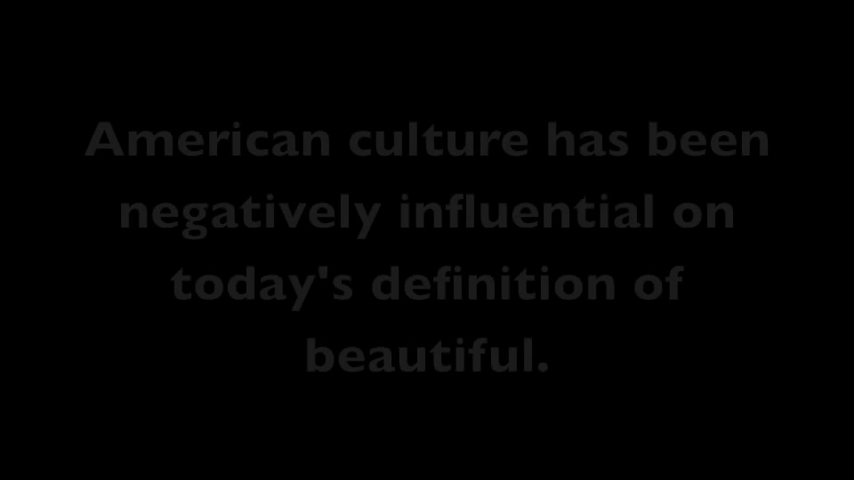 American culture has been
negatively influential on
today's definition of
beautiful.